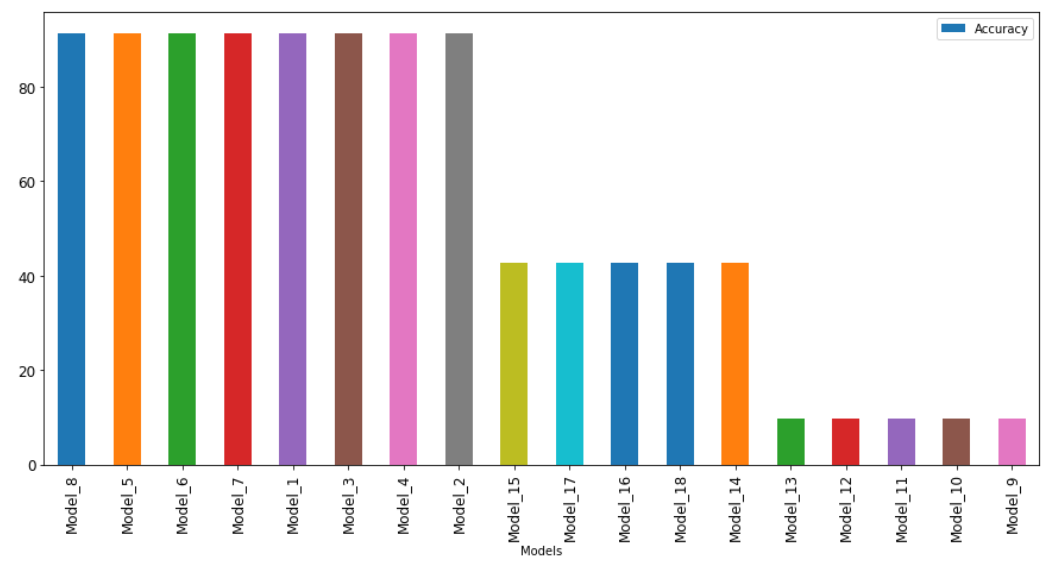 Accuracy
80
60
40
20
0
Model_8
Model_5
Model_6
Model_7
Model_1
Model_3
Model_4
Model_2
Model_15
Model_17
Model_16
Model_18
Model_14
Model_13
Model_12
Model_11
Model_10
Model_9
Models